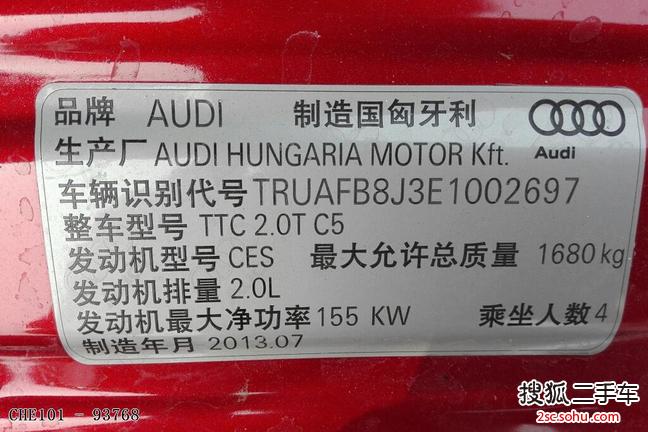 品牌 AUDI 制造国匈牙利
生产厂 AUDI HUNGARIA MOTOR Kft. Audi
车辆识别代号 TRUAFB8J3E1002697
整车型号 TTC 2.0T C5
发动机型号 CES 最大允许总质量 1680 kg
发动机排量 2.0L
发动机最大净功率 155 KW 乘坐人数 4
制造年月 2013.07
CHE101 - 93768
搜狐二手车
2sc.sohu.com